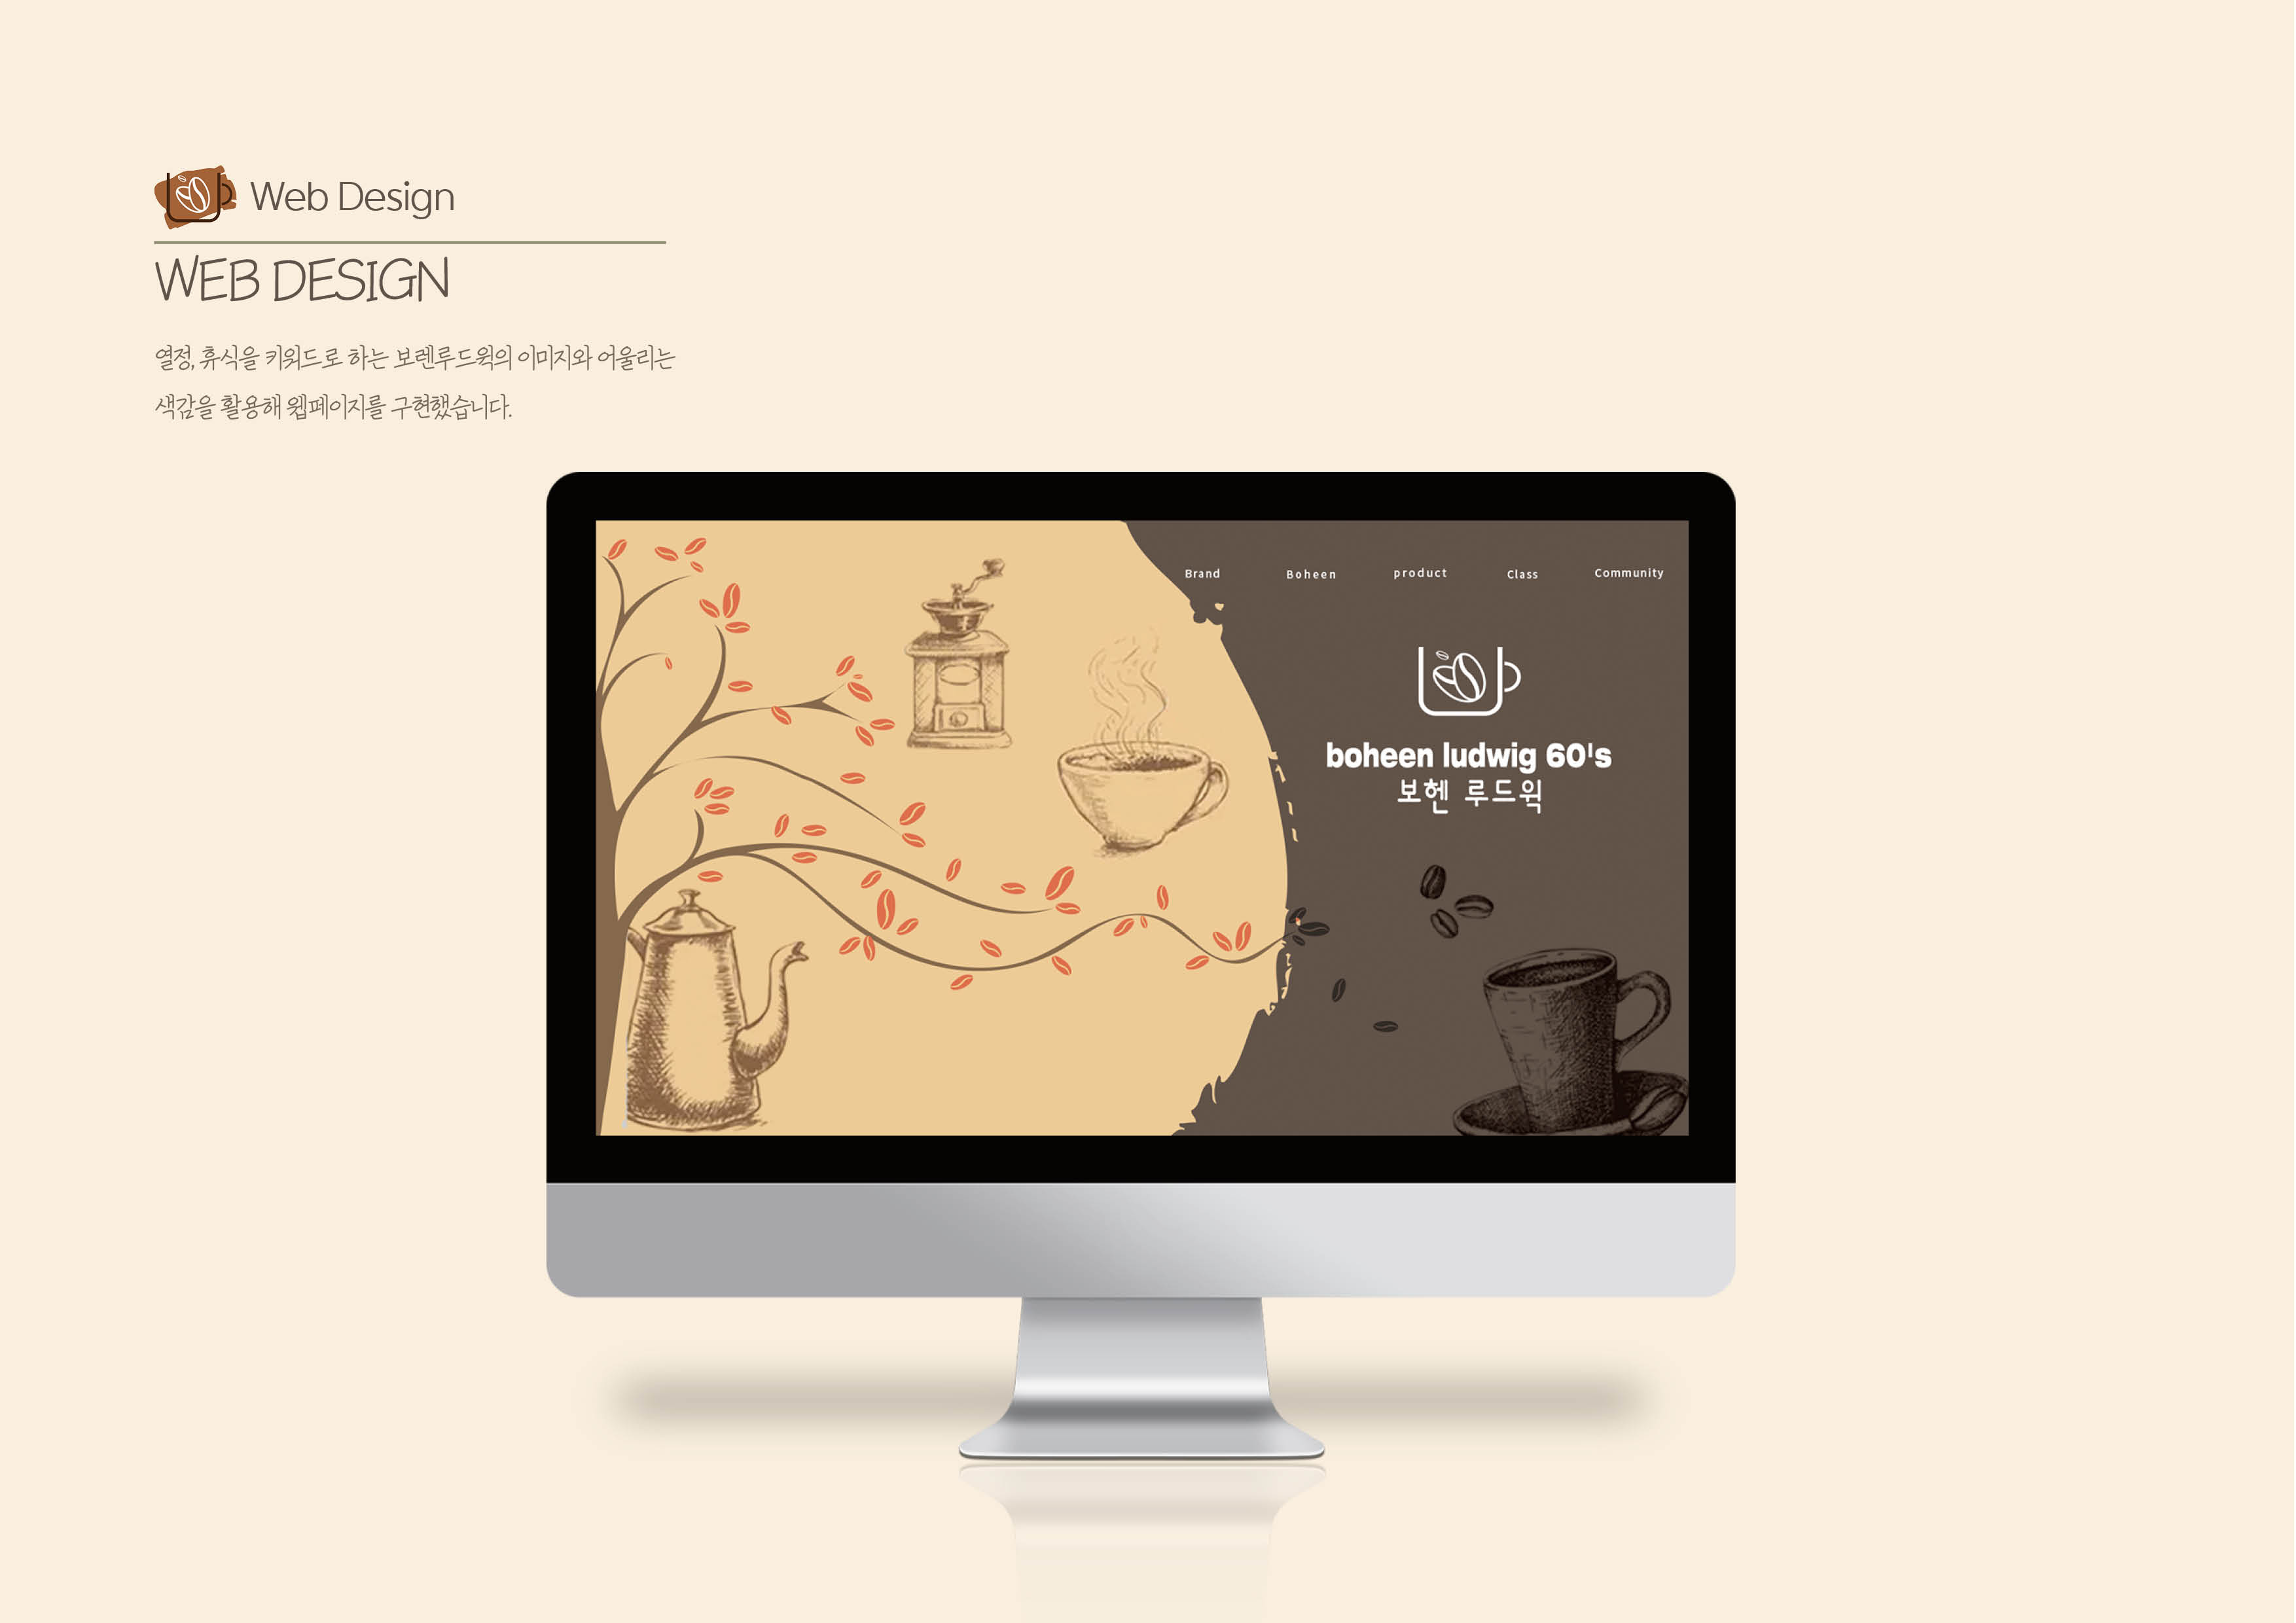 Web Design
WEB DESIGN
열정, 휴식을 키워드로 하는 보렌루드윅의 이미지와 어울리는
색감을 활용해 웹페이지를 구현했습니다.
Brand Boheen product Class Community
boheen ludwig 60's
보헨 루드윅